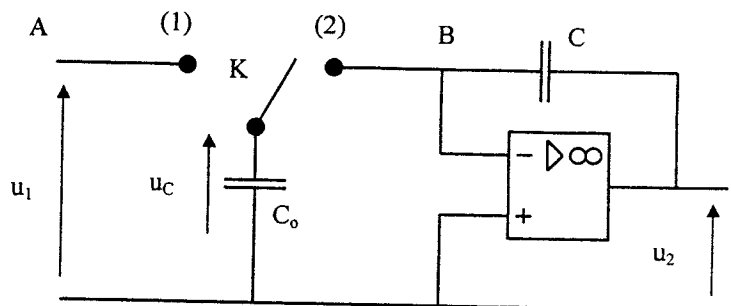 A
(1)
(2)
B
C
K
u₁
u_C
C₀
− ▷ ∞
+
u₂